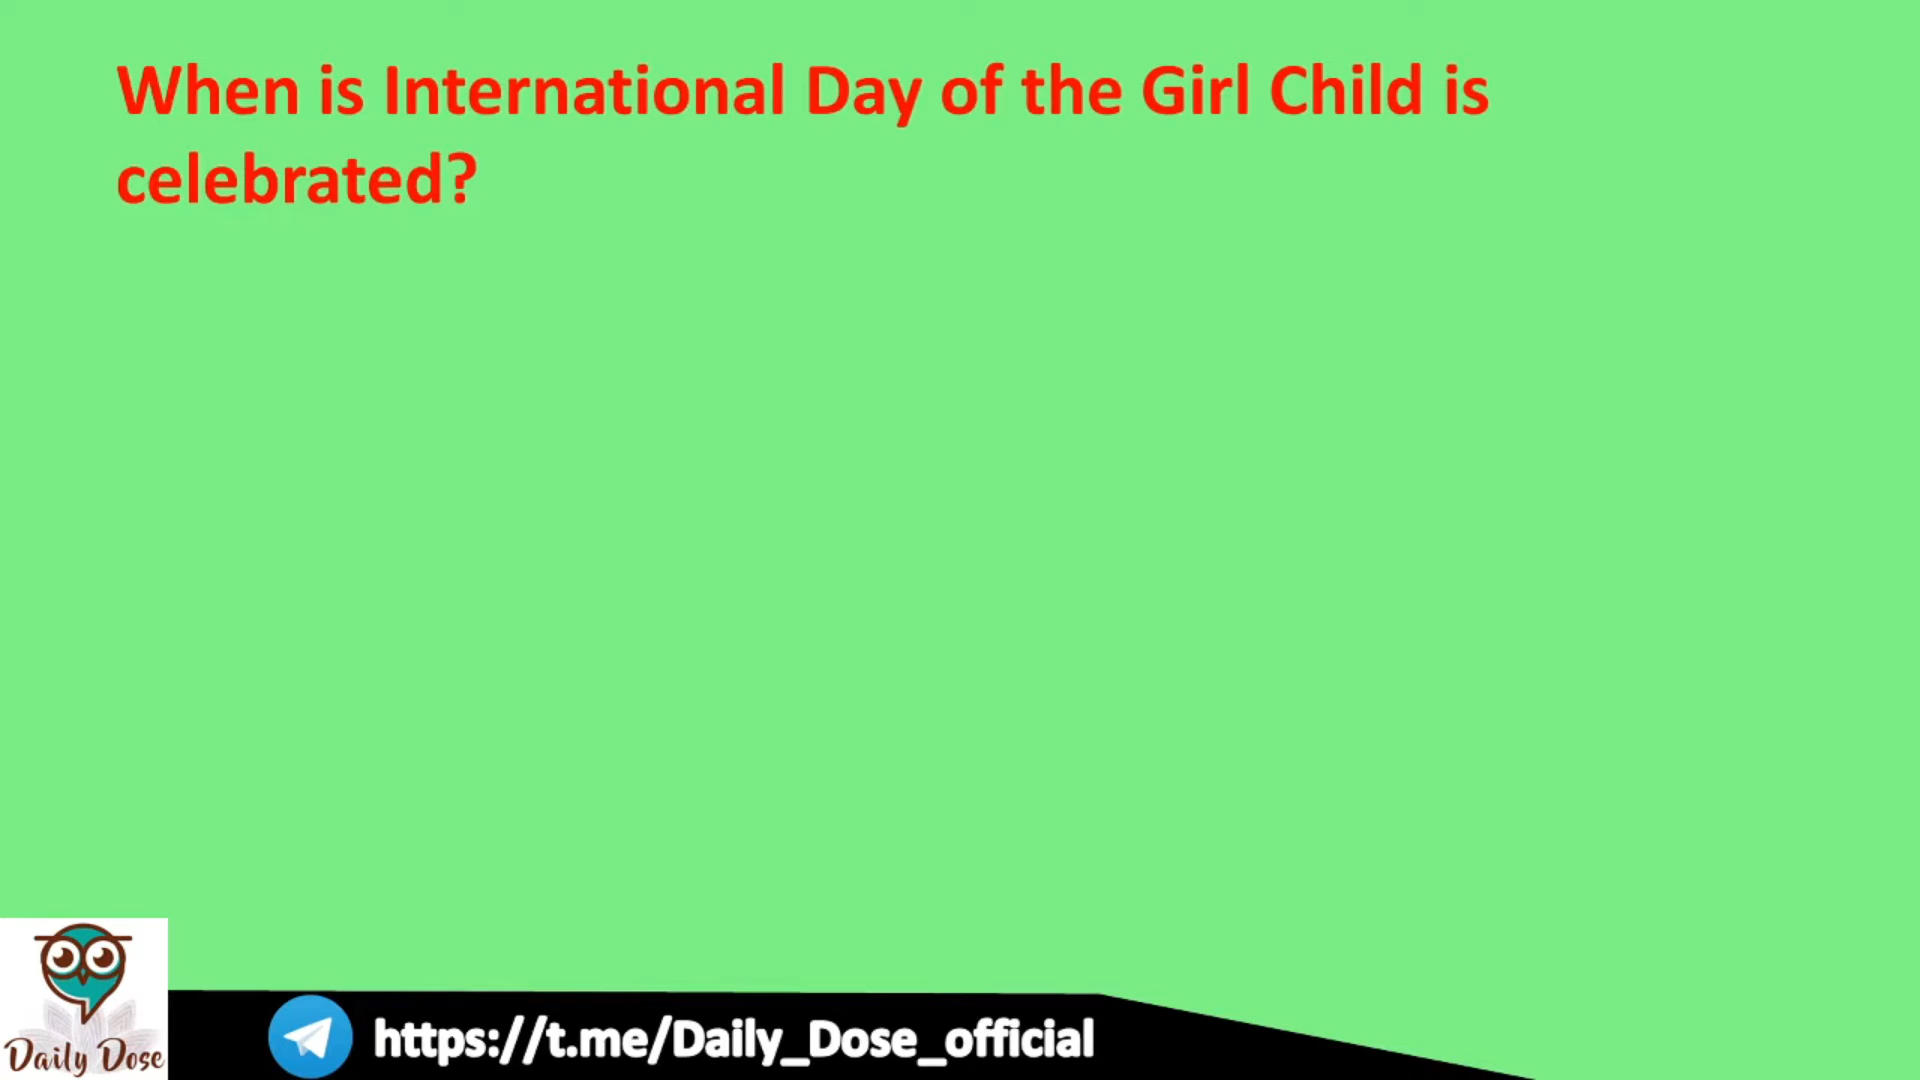 When is International Day of the Girl Child is
celebrated?
Daily Dose
https://t.me/Daily_Dose_official